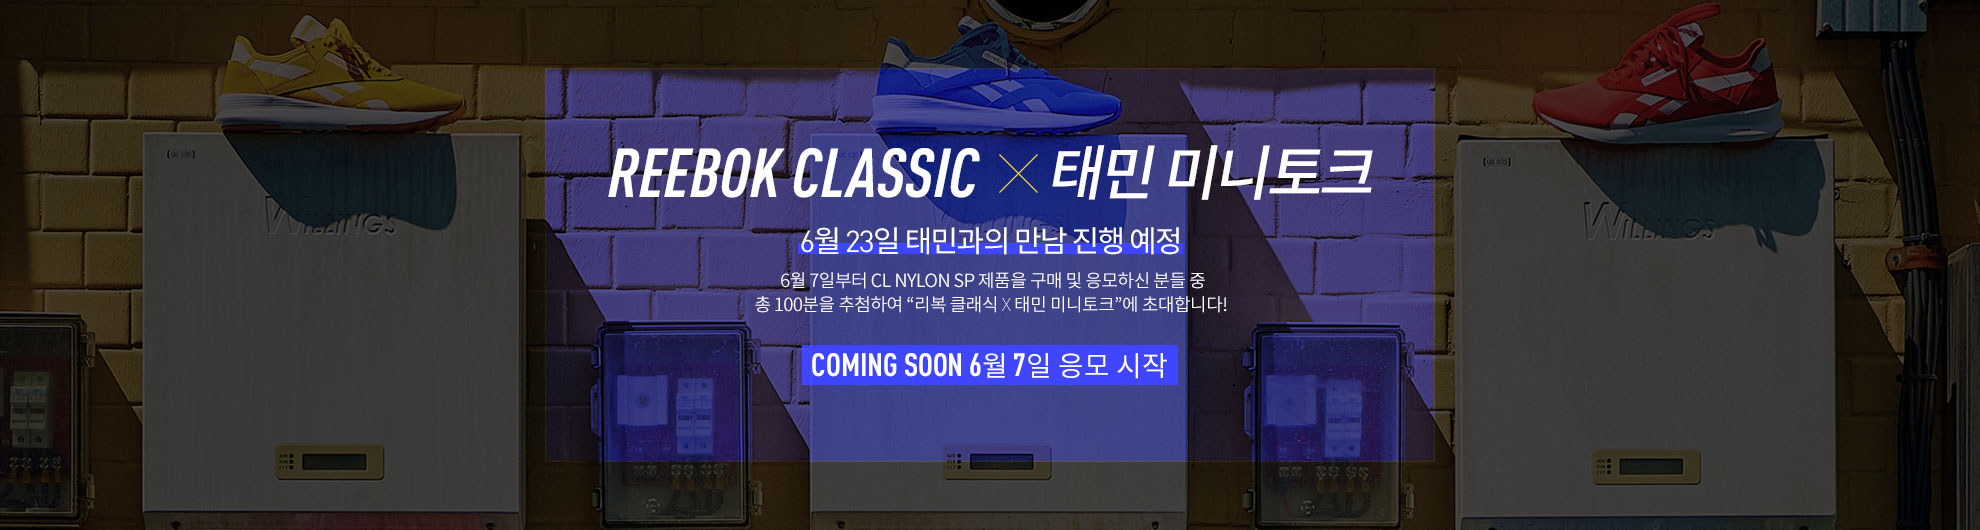 REEBOK CLASSIC X 태민 미니토크
6월 23일 태민과의 만남 진행 예정
6월 7일부터 CL NYLON SP 제품을 구매 및 응모하신 분들 중
총 100분을 추첨하여 “리복 클래식 X 태민 미니토크”에 초대합니다!
COMING SOON 6월 7일 응모 시작
WILLINGS
WILLINGS